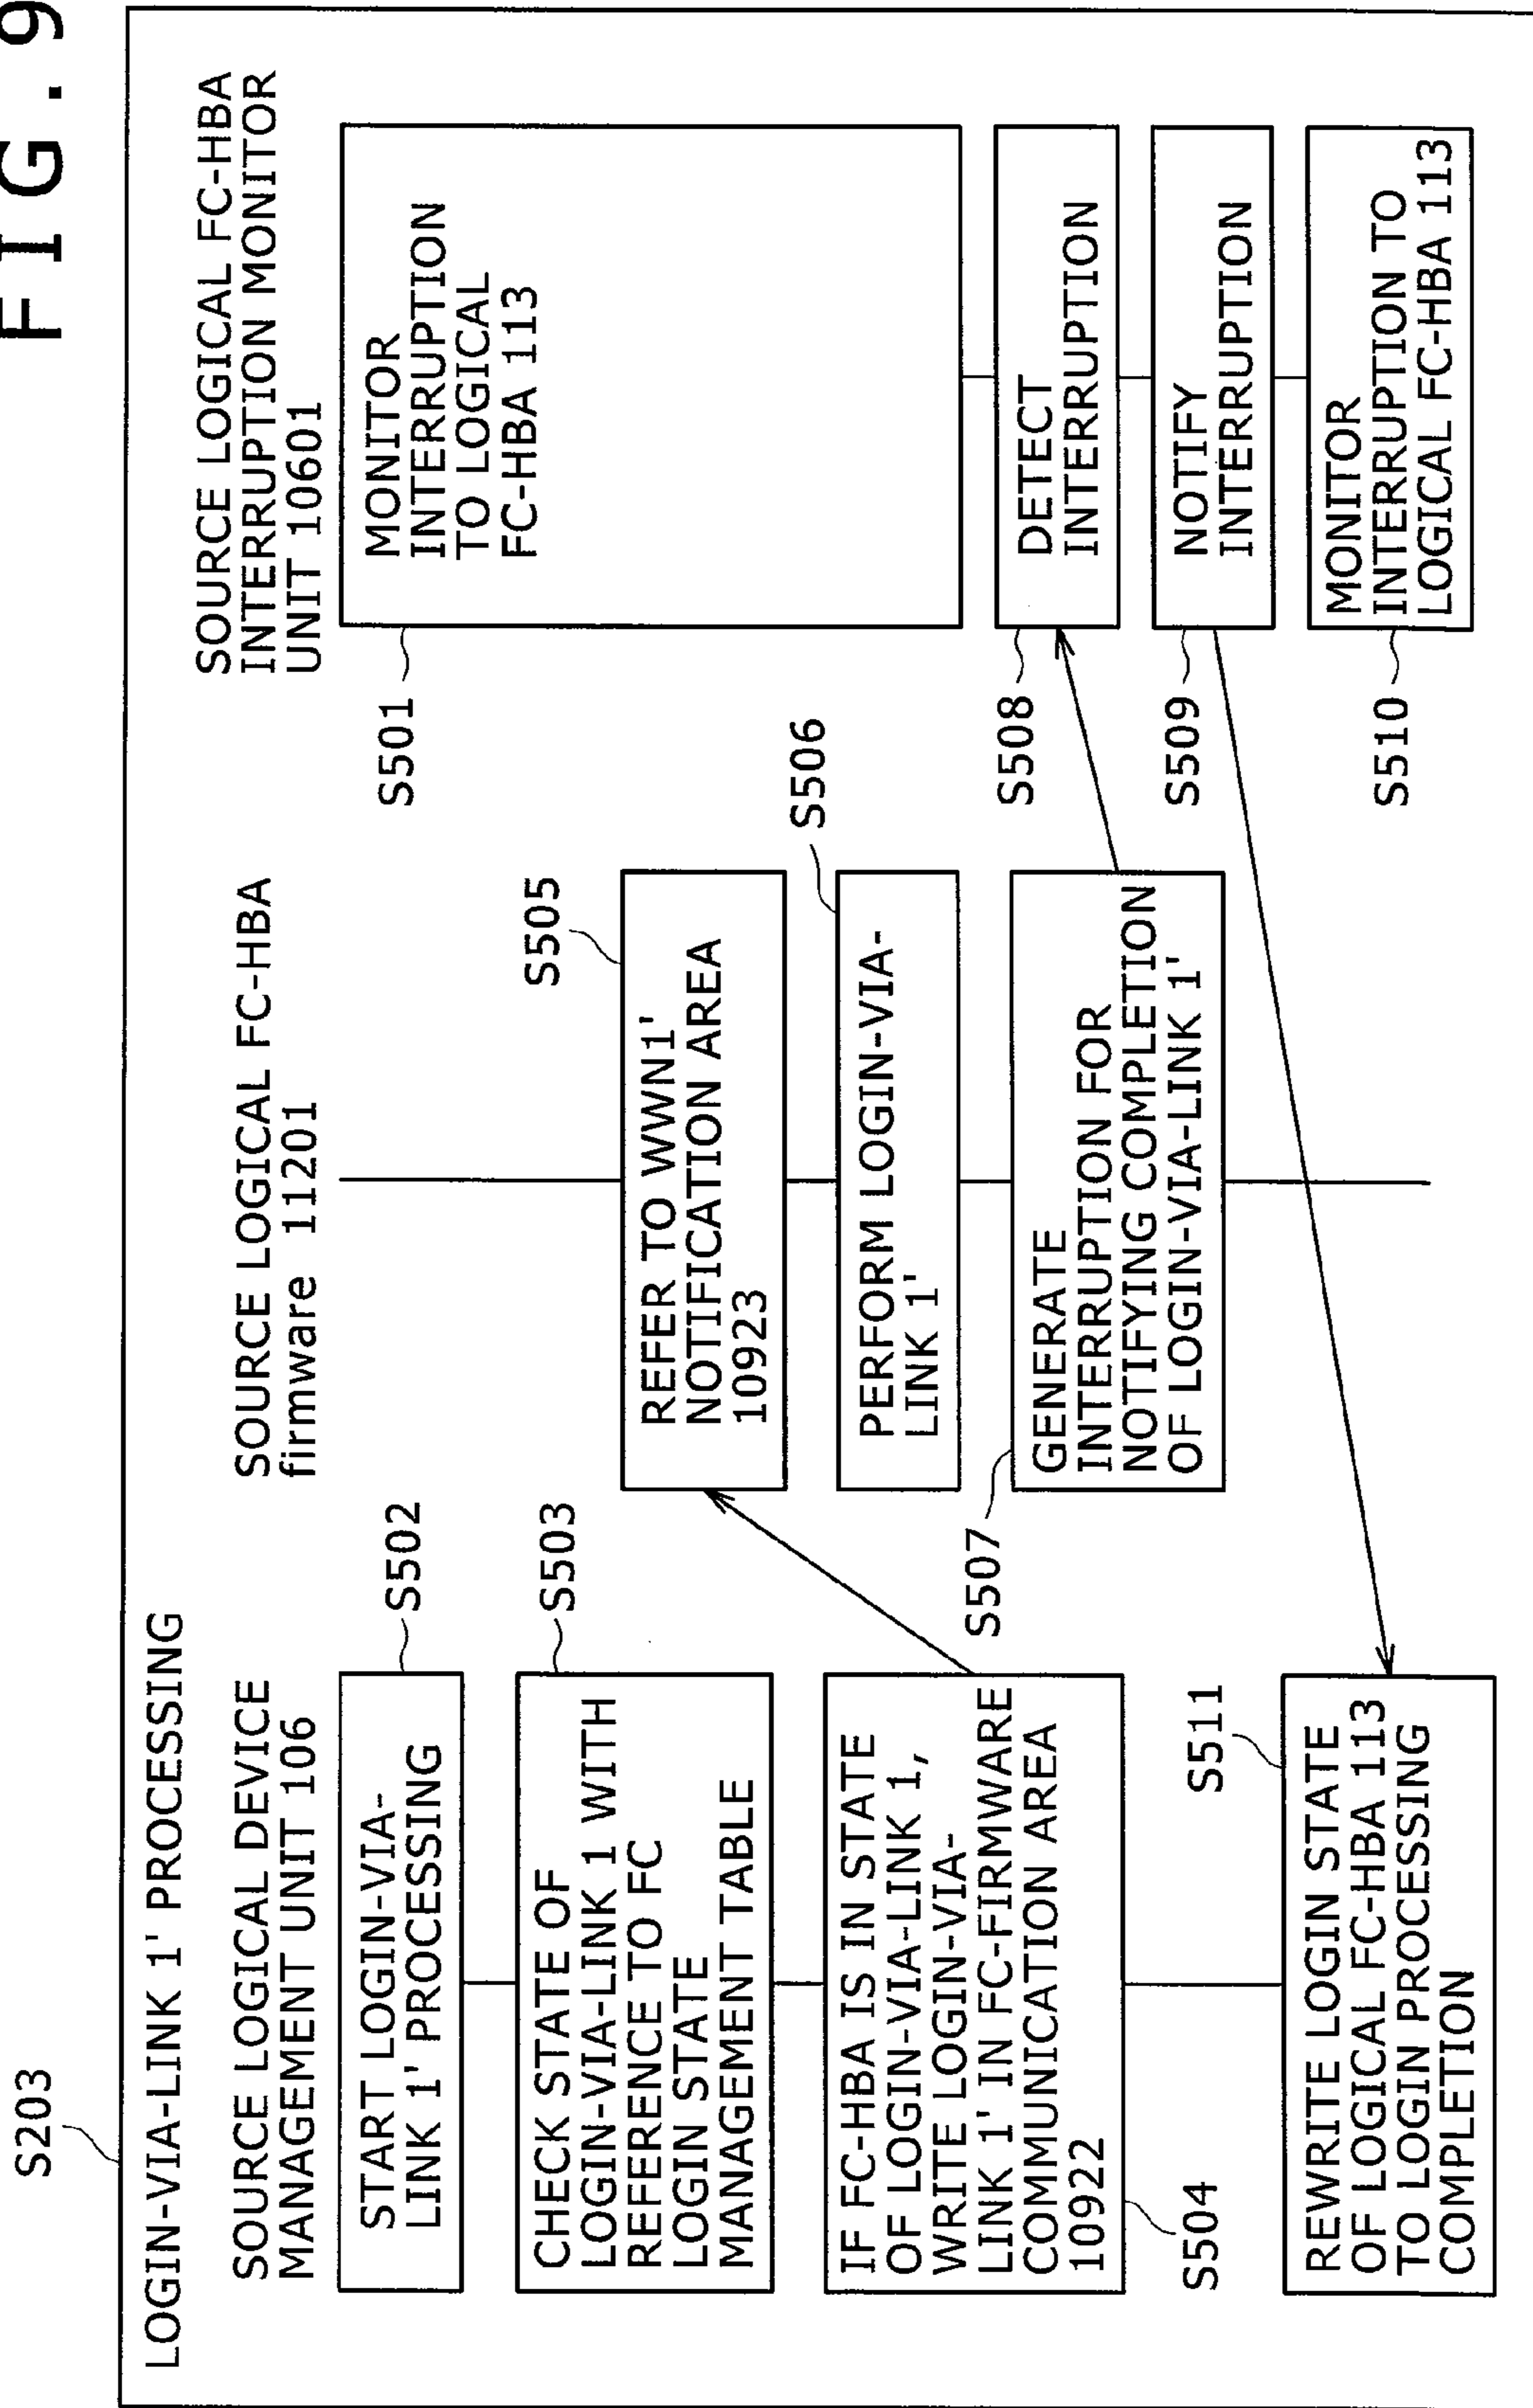 FIG.9
S203
LOGIN-VIA-LINK 1' PROCESSING
SOURCE LOGICAL DEVICE
MANAGEMENT UNIT 106
START LOGIN-VIA-
LINK 1' PROCESSING
S502
CHECK STATE OF
LOGIN-VIA-LINK 1 WITH
REFERENCE TO FC
LOGIN STATE
MANAGEMENT TABLE
S503
IF FC-HBA IS IN STATE
OF LOGIN-VIA-LINK 1,
WRITE LOGIN-VIA-
LINK 1' IN FC-FIRMWARE
COMMUNICATION AREA
10922
S504
REWRITE LOGIN STATE
OF LOGICAL FC-HBA 113
TO LOGIN PROCESSING
COMPLETION
S511
SOURCE LOGICAL FC-HBA
firmware 11201
REFER TO WWN1'
NOTIFICATION AREA
10923
S505
PERFORM LOGIN-VIA-
LINK 1'
S506
GENERATE
INTERRUPTION FOR
NOTIFYING COMPLETION
OF LOGIN-VIA-LINK 1'
S507
SOURCE LOGICAL FC-HBA
INTERRUPTION MONITOR
UNIT 10601
MONITOR
INTERRUPTION
TO LOGICAL
FC-HBA 113
S501
DETECT
INTERRUPTION
S508
NOTIFY
INTERRUPTION
S509
MONITOR
INTERRUPTION TO
LOGICAL FC-HBA 113
S510